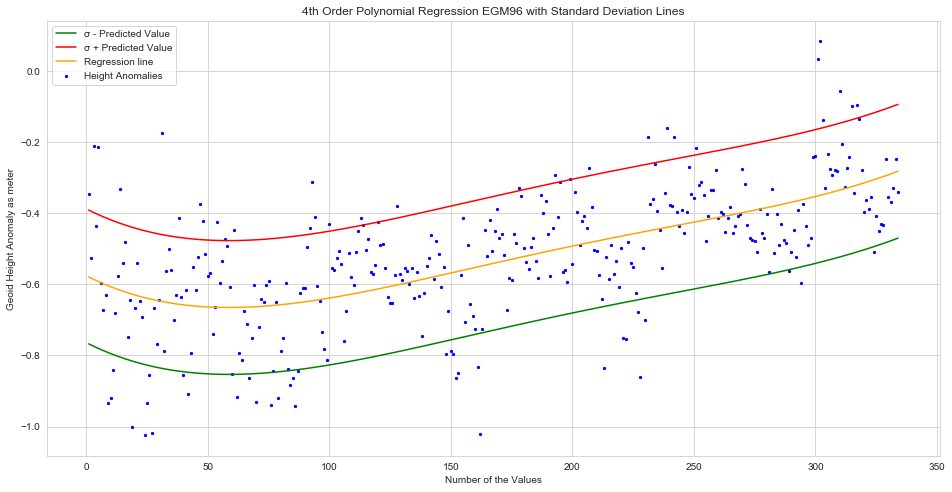 4th Order Polynomial Regression EGM96 with Standard Deviation Lines
σ - Predicted Value
σ + Predicted Value
Regression line
Height Anomalies
Geoid Height Anomaly as meter
0.0
−0.2
−0.4
−0.6
−0.8
−1.0
0 50 100 150 200 250 300 350
Number of the Values